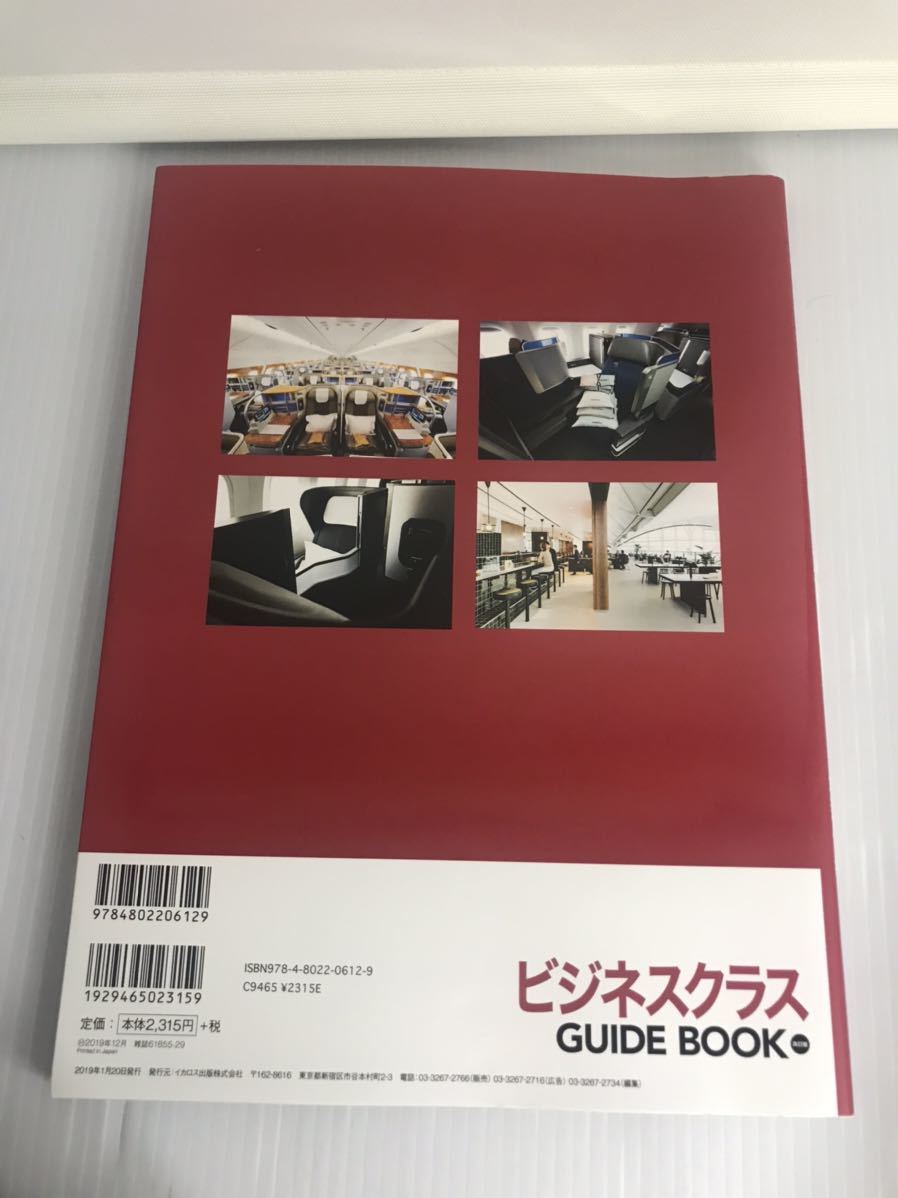 9784802206129
1929465023159
ISBN978-4-8022-0612-9
C9465 ¥2315E
定価：本体2,315円+税
Ⓟ2019年12月 雑誌61855-29
Printed in Japan
ビジネスクラス
GUIDE BOOK
2019年1月20日発行 発行元：イカロス出版株式会社 〒162-8616 東京都新宿区市谷本村町2-3 電話：03-3267-2766(販売) 03-3267-2716(広告) 03-3267-2734(編集)